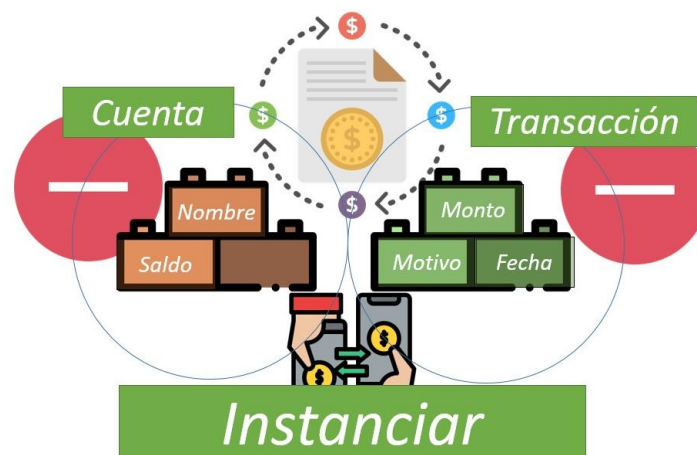 Cuenta
Transacción
Nombre
Saldo
Monto
Motivo
Fecha
Instanciar
$
$
$
$
$
$
$